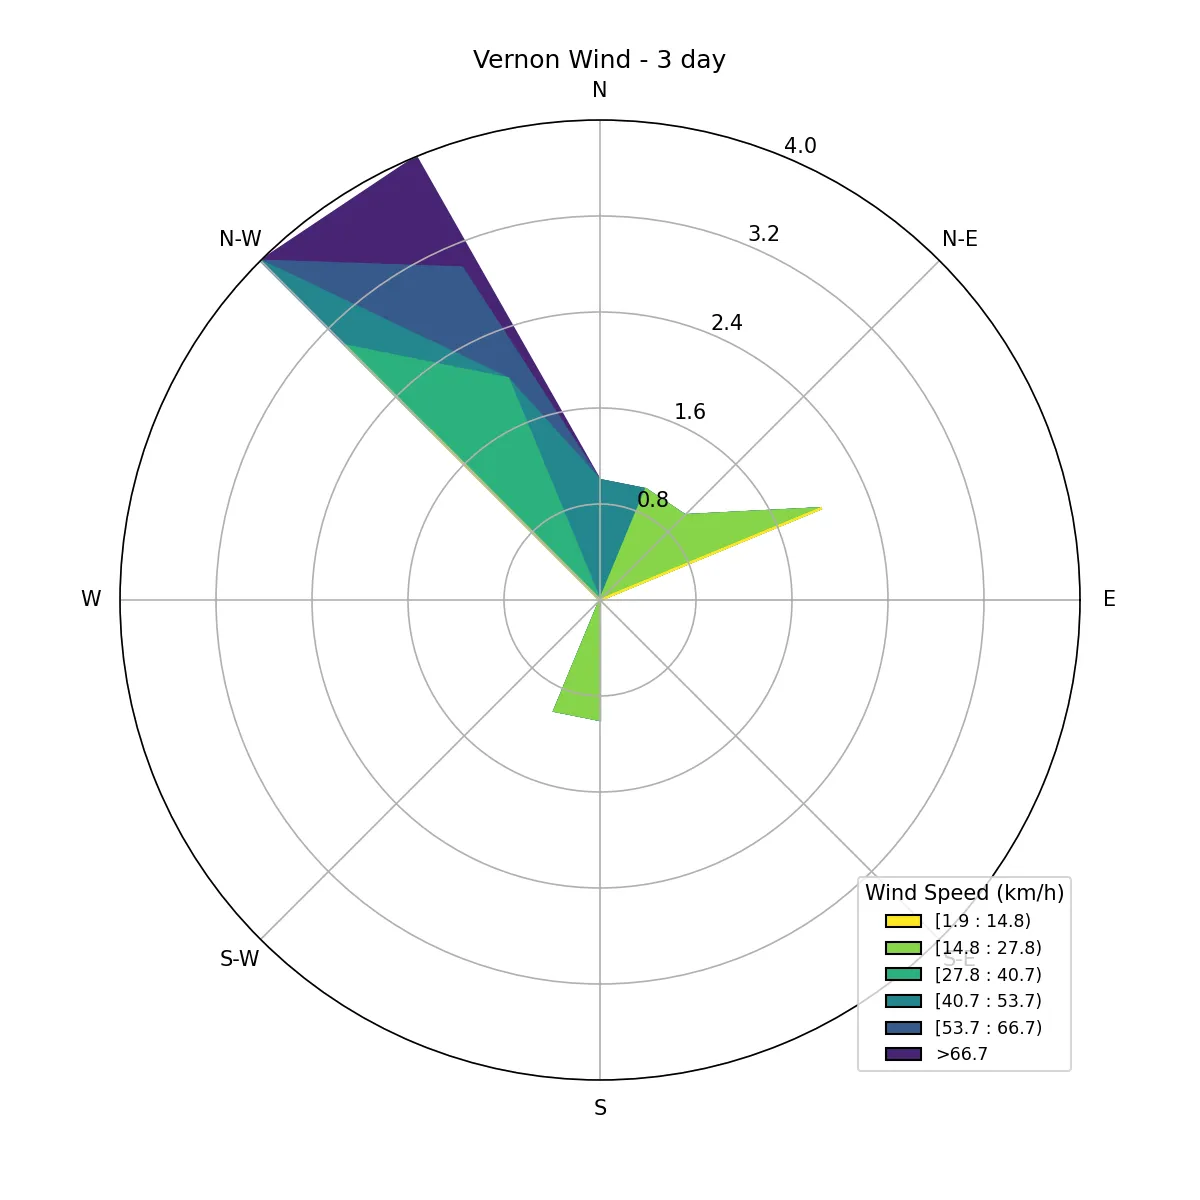 Vernon Wind - 3 day
N
4.0
3.2
N-W
N-E
2.4
1.6
0.8
W
E
Wind Speed (km/h)
[1.9 : 14.8)
[14.8 : 27.8)
S-W
S-E
[27.8 : 40.7)
[40.7 : 53.7)
[53.7 : 66.7)
>66.7
S